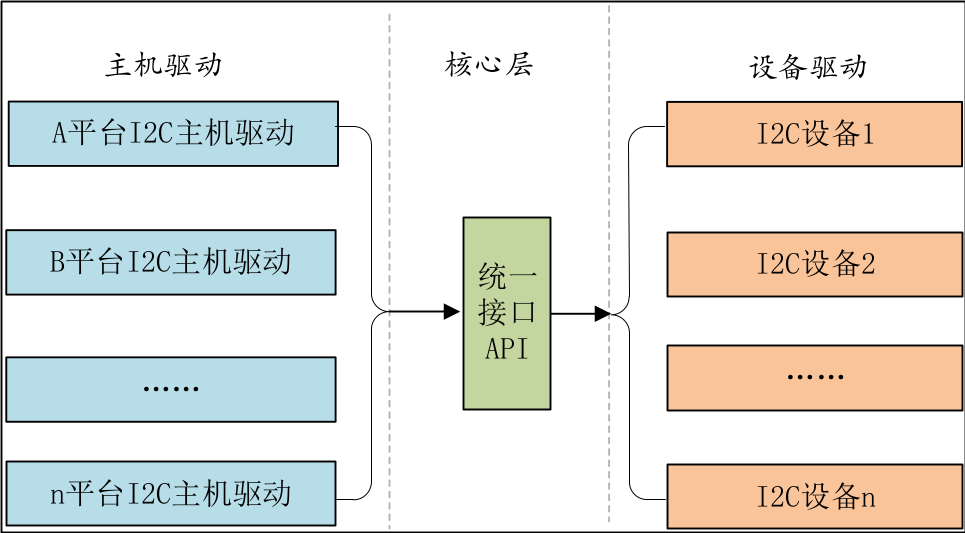 主机驱动
核心层
设备驱动
A平台I2C主机驱动
B平台I2C主机驱动
……
n平台I2C主机驱动
统一
接口
API
I2C设备1
I2C设备2
……
I2C设备n